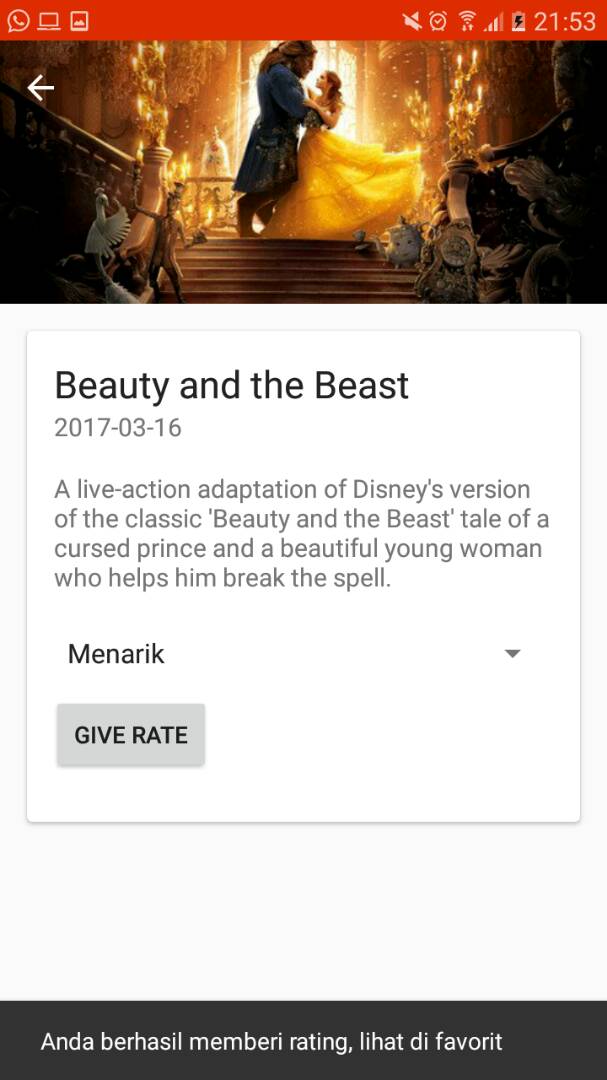 21:53
Beauty and the Beast
2017-03-16
A live-action adaptation of Disney's version
of the classic 'Beauty and the Beast' tale of a
cursed prince and a beautiful young woman
who helps him break the spell.
Menarik
GIVE RATE
Anda berhasil memberi rating, lihat di favorit